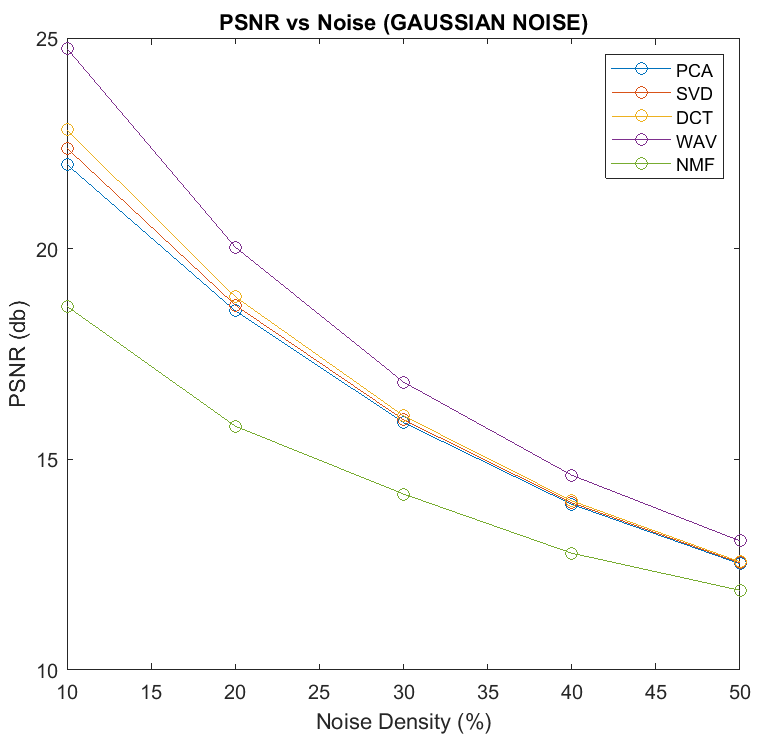 PSNR vs Noise (GAUSSIAN NOISE)
25
20
15
10
PSNR (db)
PCA
SVD
DCT
WAV
NMF
10 15 20 25 30 35 40 45 50
Noise Density (%)